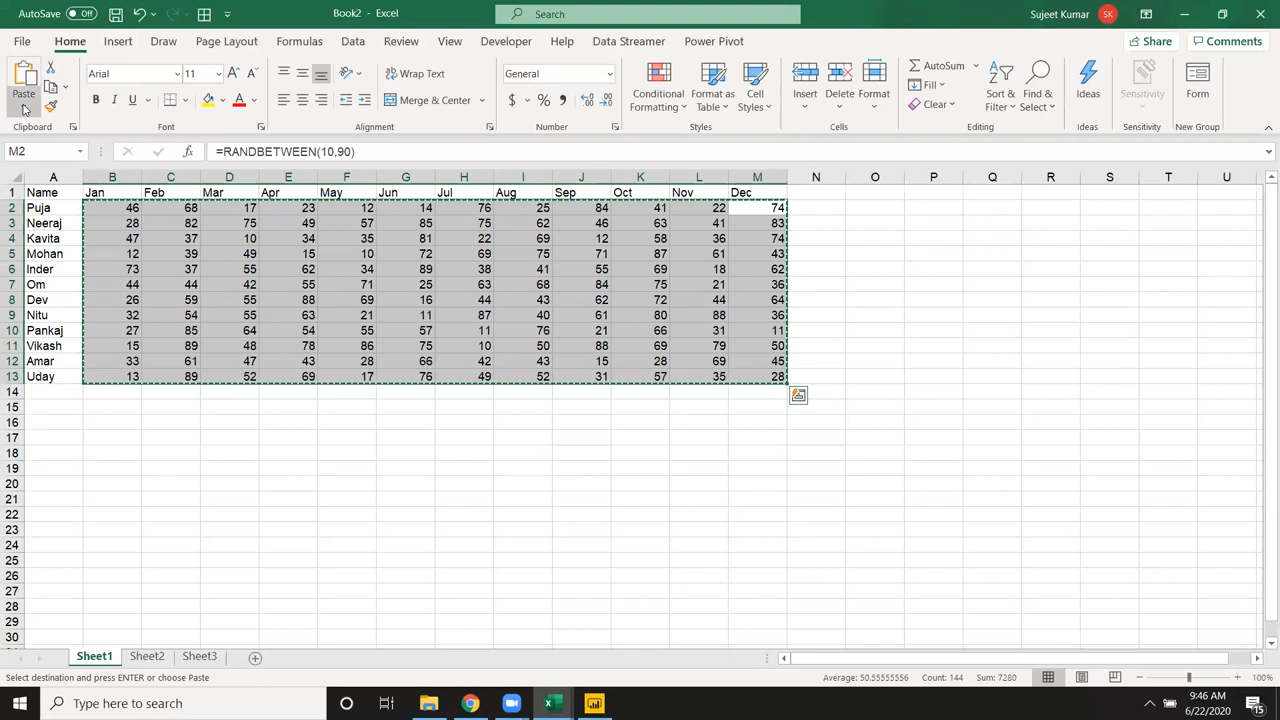 AutoSave Off Book2 - Excel Search Sujeet Kumar SK
File Home Insert Draw Page Layout Formulas Data Review View Developer Help Data Streamer Power Pivot Share Comments
Paste Arial 11 A A Wrap Text General AutoSum
Fill
Clear
B I U A Merge & Center $ % Conditional Formatting Format as Table Cell Styles Insert Delete Format Sort & Filter Find & Select Ideas Sensitivity Form
Clipboard Font Alignment Number Styles Cells Editing Ideas Sensitivity New Group
M2 fx =RANDBETWEEN(10,90)
A B C D E F G H I J K L M N O P Q R S T U
1 Name Jan Feb Mar Apr May Jun Jul Aug Sep Oct Nov Dec
2 Puja 46 68 17 23 12 14 76 25 84 41 22 74
3 Neeraj 28 82 75 49 57 85 75 62 46 63 41 83
4 Kavita 47 37 10 34 35 81 22 69 12 58 36 74
5 Mohan 12 39 49 15 10 72 69 75 71 87 61 43
6 Inder 73 37 55 62 34 89 38 41 55 69 18 62
7 Om 44 44 42 55 71 25 63 68 84 75 21 36
8 Dev 26 59 55 88 69 16 44 43 62 72 44 64
9 Nitu 32 54 55 63 21 11 87 40 61 80 88 36
10 Pankaj 27 85 64 54 55 57 11 76 21 66 31 11
11 Vikash 15 89 48 78 86 75 10 50 88 69 79 50
12 Amar 33 61 47 43 28 66 42 43 15 28 69 45
13 Uday 13 89 52 69 17 76 49 52 31 57 35 28
14
15
16
17
18
19
20
21
22
23
24
25
26
27
28
29
30
Sheet1 Sheet2 Sheet3
Select destination and press ENTER or choose Paste Average: 50.55555556 Count: 144 Sum: 7280 100%
Type here to search 9:46 AM
6/22/2020 15